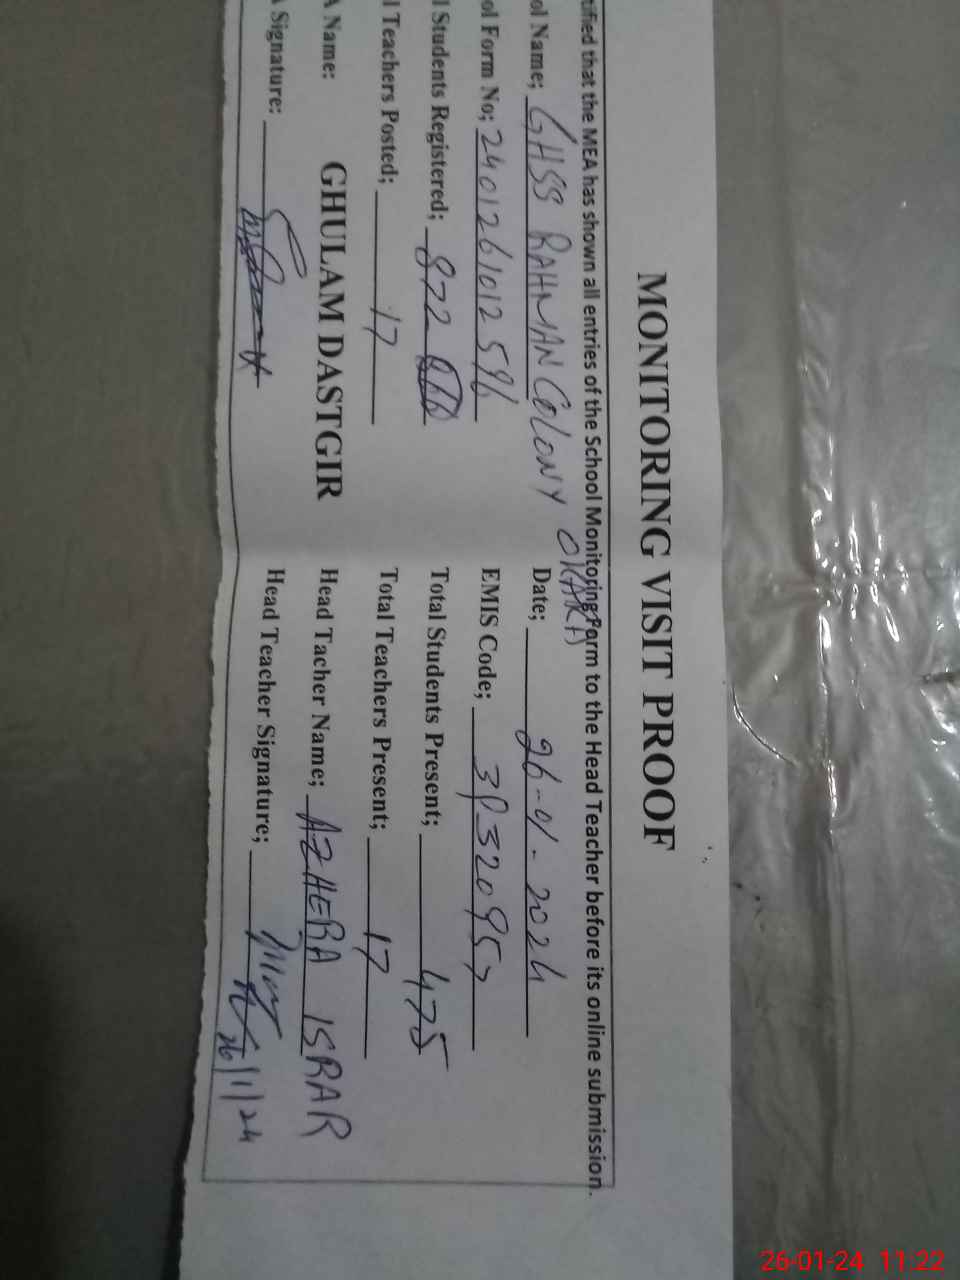 MONITORING VISIT PROOF
tified that the MEA has shown all entries of the School Monitoring Form to the Head Teacher before its online submission.
ol Name; GHSS RAHMAN COLONY OKARA Date; 26-01-2024
ol Form No; 2401261012596 EMIS Code;
l Students Registered; 872 Total Students Present; 475
l Teachers Posted; 17 Total Teachers Present; 17
A Name: GHULAM DASTGIR Head Tacher Name; AZHERA ISRAR
A Signature: Head Teacher Signature; 26/1/24
26-01-24 11:22